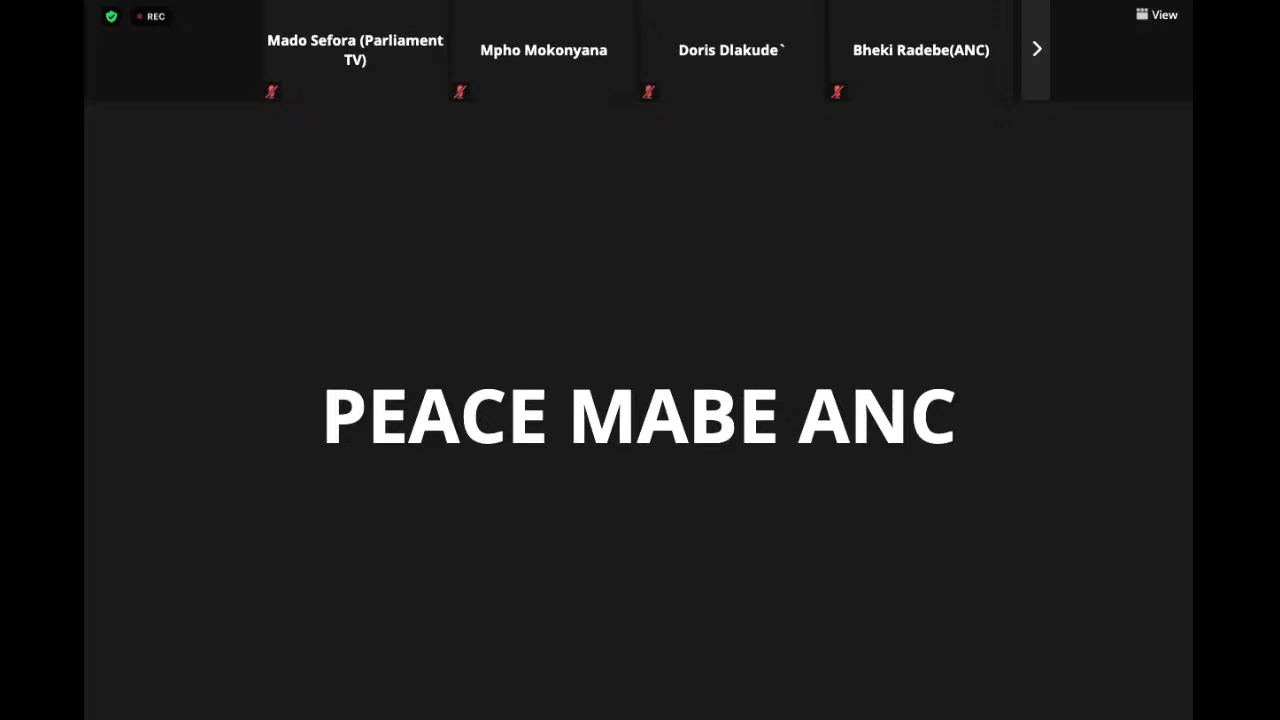 REC
View
Mado Sefora (Parliament
TV)
Mpho Mokonyana
Doris Dlakude`
Bheki Radebe(ANC)
PEACE MABE ANC